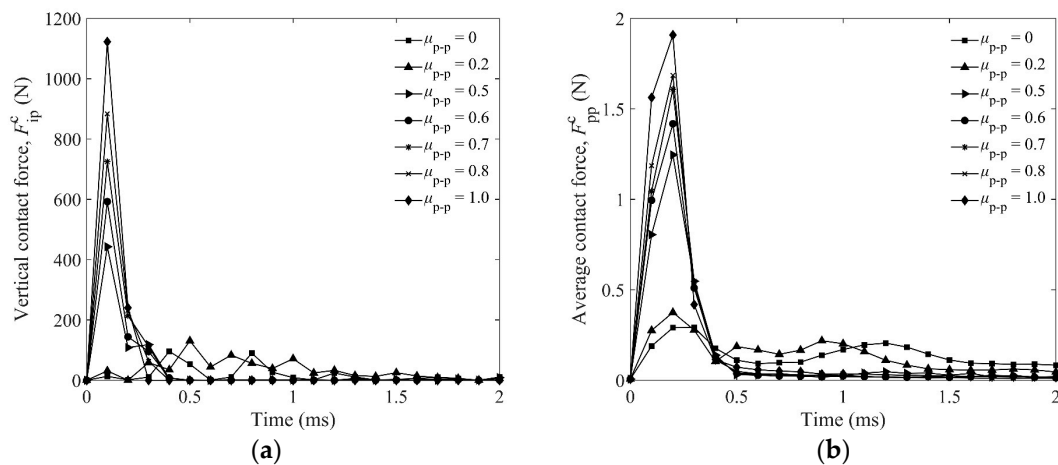 Vertical contact force, F^c_ip (N)
1200
1000
800
600
400
200
0
0
0.5
1
1.5
2
Time (ms)
μp-p = 0
μp-p = 0.2
μp-p = 0.5
μp-p = 0.6
μp-p = 0.7
μp-p = 0.8
μp-p = 1.0
(a)
Average contact force, F^c_pp (N)
2
1.5
1
0.5
0
0
0.5
1
1.5
2
Time (ms)
μp-p = 0
μp-p = 0.2
μp-p = 0.5
μp-p = 0.6
μp-p = 0.7
μp-p = 0.8
μp-p = 1.0
(b)